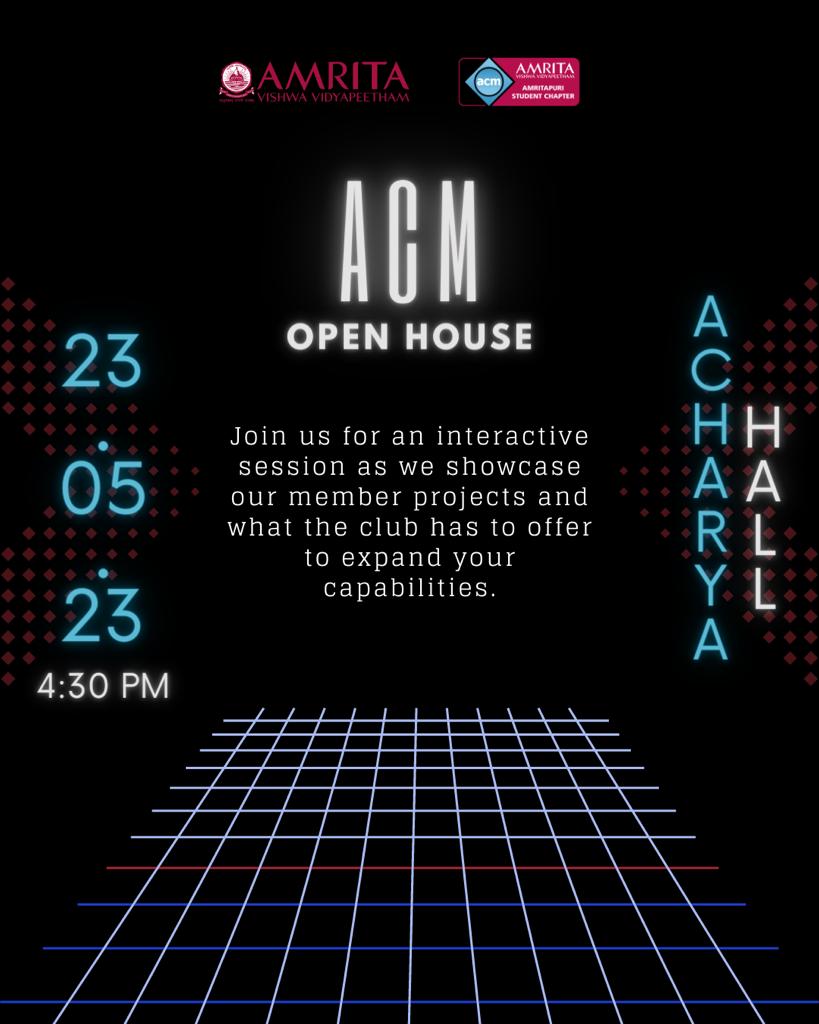 AMRITA
VISHWA VIDYAPEETHAM
acm
AMRITA
VISHWA VIDYAPEETHAM
AMRITAPURI
STUDENT CHAPTER
ACM
OPEN HOUSE
23
.
05
.
23
4:30 PM
Join us for an interactive
session as we showcase
our member projects and
what the club has to offer
to expand your
capabilities.
ACHARYA
HALL